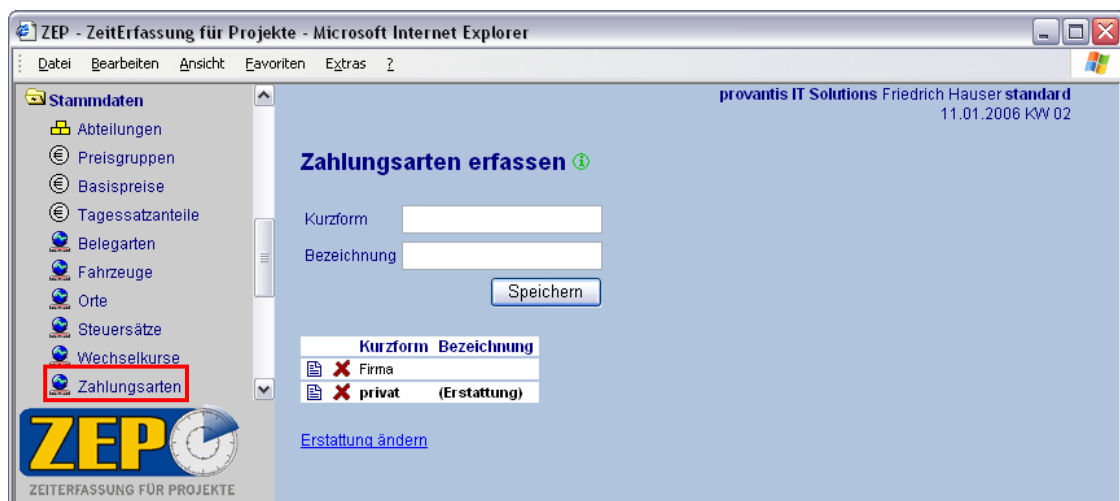 ZEP - ZeitErfassung für Projekte - Microsoft Internet Explorer
Datei Bearbeiten Ansicht Favoriten Extras ?
Stammdaten
Abteilungen
Preisgruppen
Basispreise
Tagessatzanteile
Belegarten
Fahrzeuge
Orte
Steuersätze
Wechselkurse
Zahlungsarten
ZEP
ZEITERFASSUNG FÜR PROJEKTE
provantis IT Solutions Friedrich Hauser standard
11.01.2006 KW 02
Zahlungsarten erfassen
Kurzform
Bezeichnung
Speichern
Kurzform Bezeichnung
Firma
privat (Erstattung)
Erstattung ändern